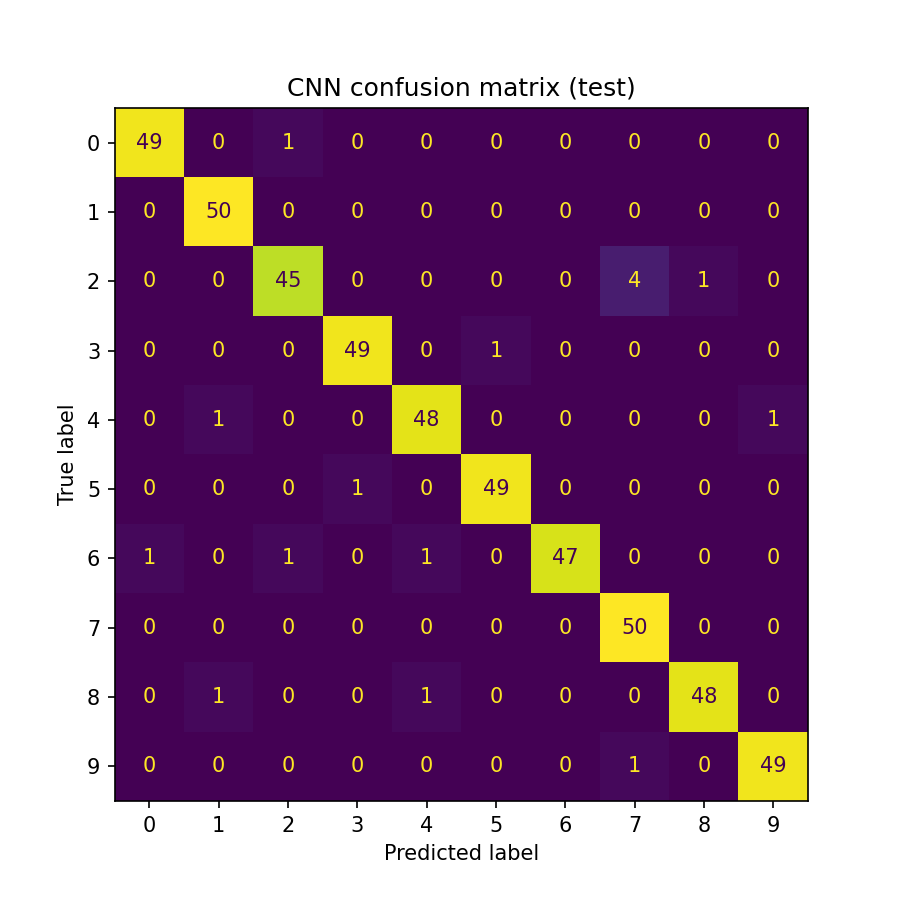 CNN confusion matrix (test)
True label
0 49 0 1 0 0 0 0 0 0 0
1 0 50 0 0 0 0 0 0 0 0
2 0 0 45 0 0 0 0 4 1 0
3 0 0 0 49 0 1 0 0 0 0
4 0 1 0 0 48 0 0 0 0 1
5 0 0 0 1 0 49 0 0 0 0
6 1 0 1 0 1 0 47 0 0 0
7 0 0 0 0 0 0 0 50 0 0
8 0 1 0 0 1 0 0 0 48 0
9 0 0 0 0 0 0 0 1 0 49
0 1 2 3 4 5 6 7 8 9
Predicted label